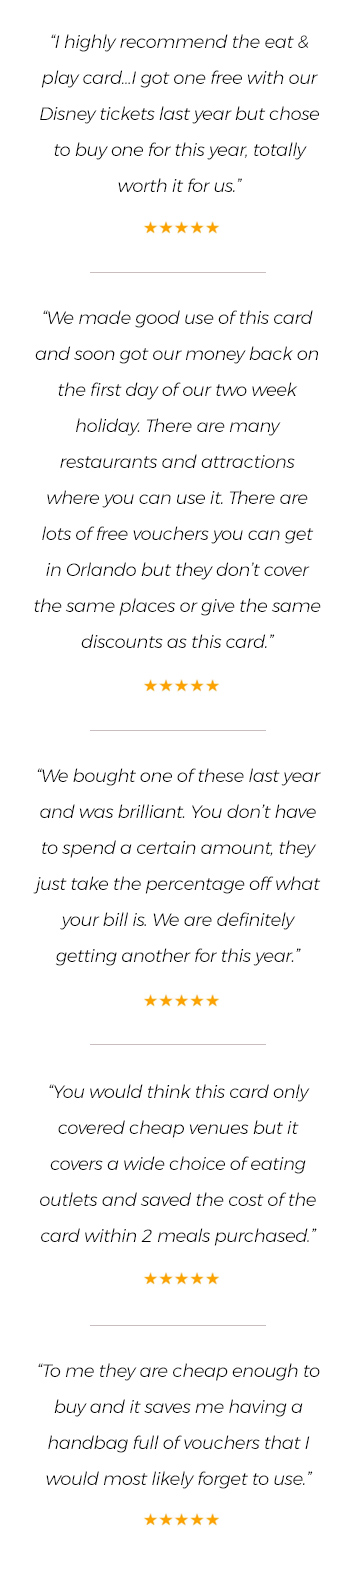 “I highly recommend the eat &
play card...I got one free with our
Disney tickets last year but chose
to buy one for this year, totally
worth it for us.”
★★★★★
“We made good use of this card
and soon got our money back on
the first day of our two week
holiday. There are many
restaurants and attractions
where you can use it. There are
lots of free vouchers you can get
in Orlando but they don’t cover
the same places or give the same
discounts as this card.”
★★★★★
“We bought one of these last year
and was brilliant. You don’t have
to spend a certain amount, they
just take the percentage off what
your bill is. We are definitely
getting another for this year.”
★★★★★
“You would think this card only
covered cheap venues but it
covers a wide choice of eating
outlets and saved the cost of the
card within 2 meals purchased.”
★★★★★
“To me they are cheap enough to
buy and it saves me having a
handbag full of vouchers that I
would most likely forget to use.”
★★★★★